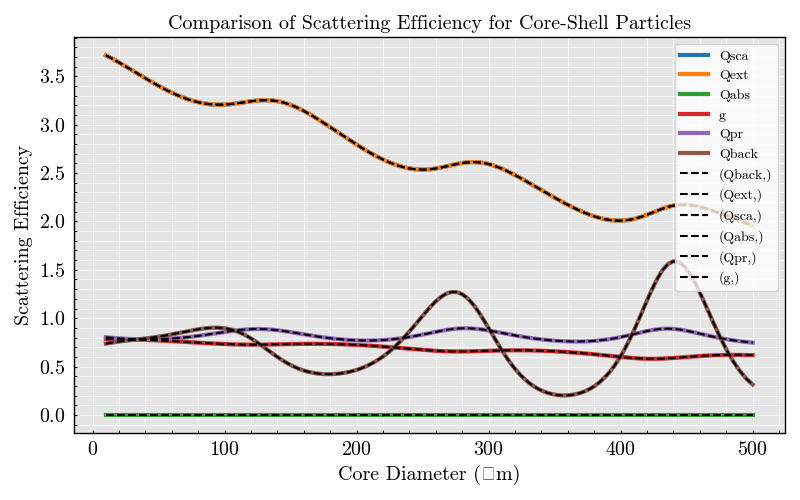 Comparison of Scattering Efficiency for Core-Shell Particles
Scattering Efficiency
3.5
3.0
2.5
2.0
1.5
1.0
0.5
0.0
Qsca
Qext
Qabs
g
Qpr
Qback
(Qback,)
(Qext,)
(Qsca,)
(Qabs,)
(Qpr,)
(g,)
0 100 200 300 400 500
Core Diameter (□m)